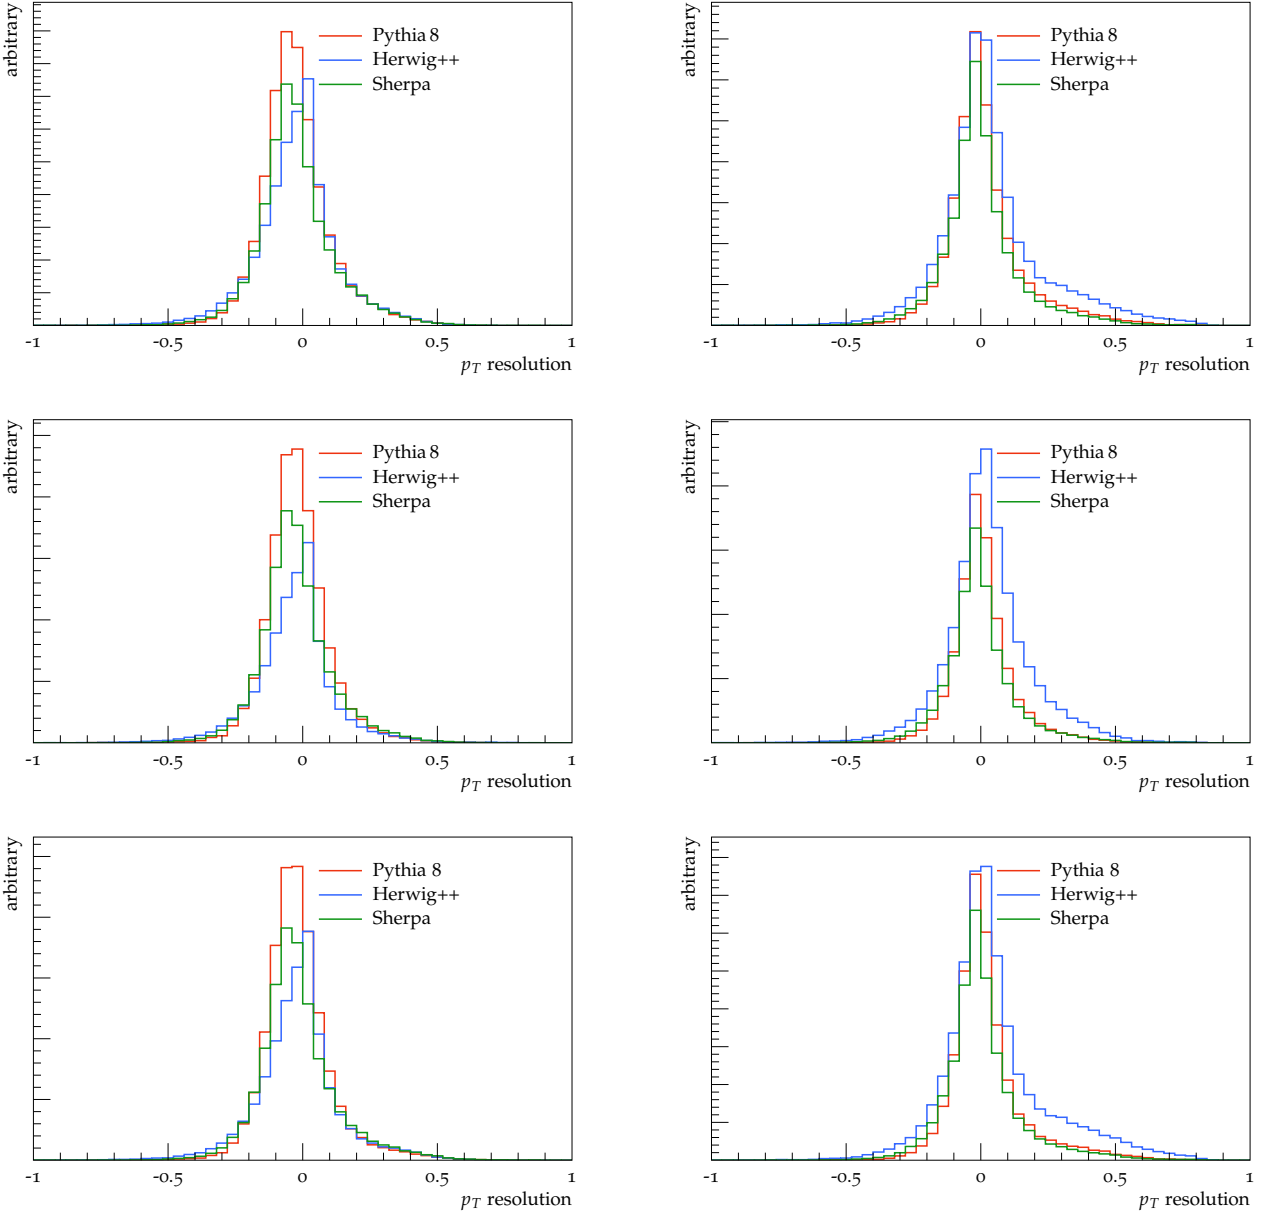 arbitrary
Pythia 8
Herwig++
Sherpa
-1 -0.5 0 0.5 1
p_T resolution
arbitrary
Pythia 8
Herwig++
Sherpa
-1 -0.5 0 0.5 1
p_T resolution
arbitrary
Pythia 8
Herwig++
Sherpa
-1 -0.5 0 0.5 1
p_T resolution
arbitrary
Pythia 8
Herwig++
Sherpa
-1 -0.5 0 0.5 1
p_T resolution
arbitrary
Pythia 8
Herwig++
Sherpa
-1 -0.5 0 0.5 1
p_T resolution
arbitrary
Pythia 8
Herwig++
Sherpa
-1 -0.5 0 0.5 1
p_T resolution